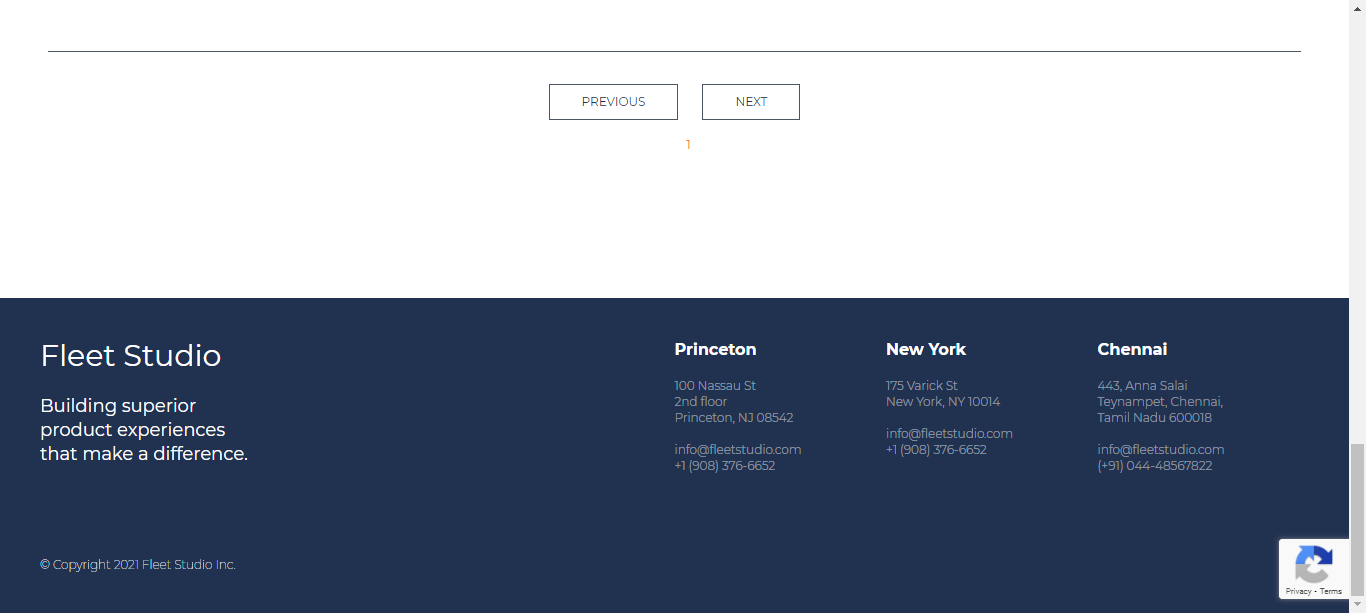 PREVIOUS
NEXT
1
Fleet Studio
Building superior
product experiences
that make a difference.
Princeton
100 Nassau St
2nd floor
Princeton, NJ 08542
info@fleetstudio.com
+1 (908) 376-6652
New York
175 Varick St
New York, NY 10014
info@fleetstudio.com
+1 (908) 376-6652
Chennai
443, Anna Salai
Teynampet, Chennai,
Tamil Nadu 600018
info@fleetstudio.com
(+91) 044-48567822
© Copyright 2021 Fleet Studio Inc.
Privacy - Terms